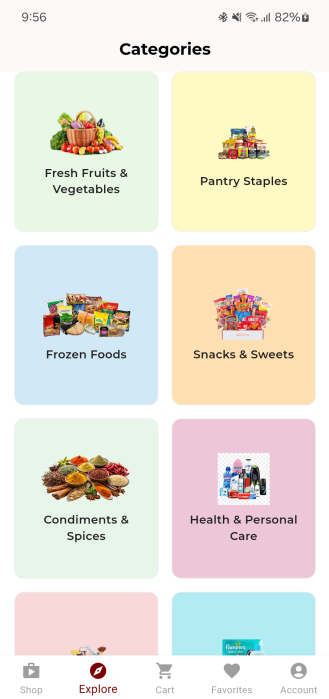 9:56
82%
Categories
Fresh Fruits &
Vegetables
Pantry Staples
Frozen Foods
Snacks & Sweets
Condiments &
Spices
Health & Personal
Care
Shop
Explore
Cart
Favorites
Account